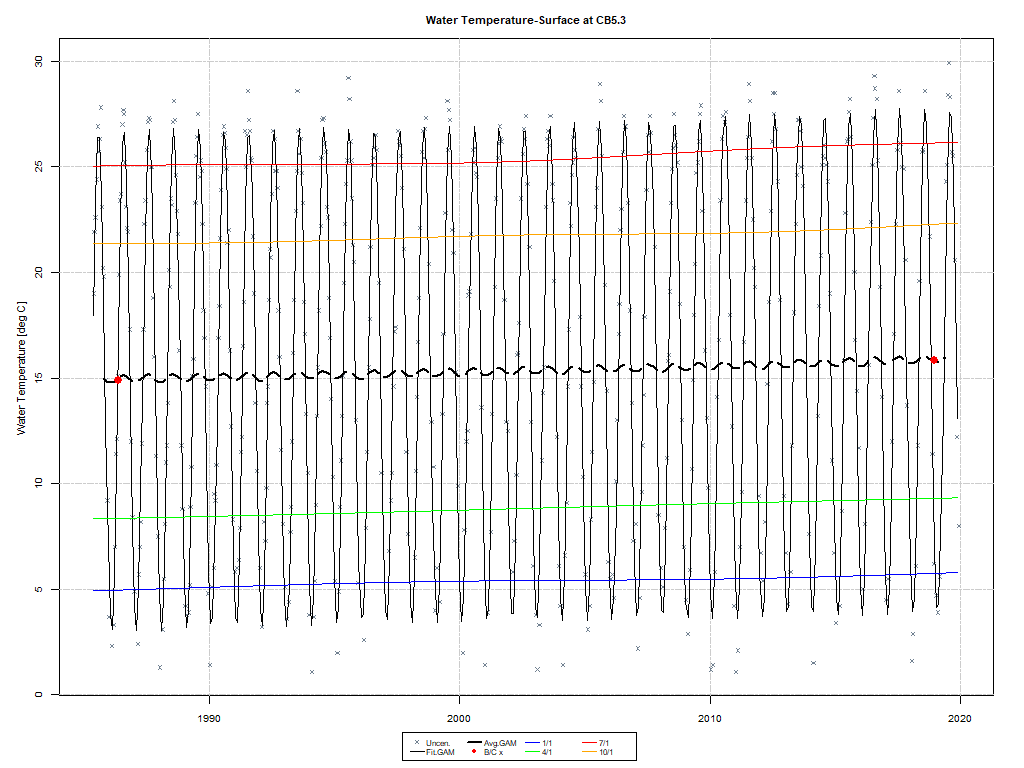 Water Temperature-Surface at CB5.3
Water Temperature [deg C]
30
25
20
15
10
5
0
1990
2000
2010
2020
Uncen. Avg.GAM 1/1 7/1
Fit.GAM B/C x 4/1 10/1